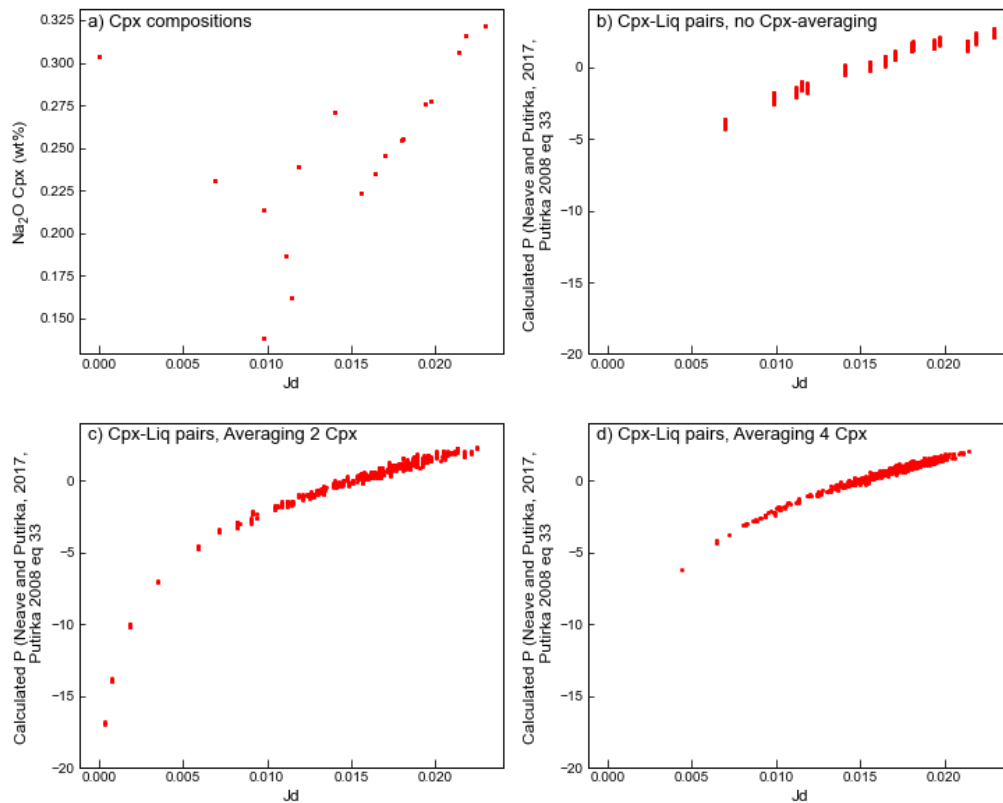 a) Cpx compositions
0.325
0.300
0.275
0.250
0.225
0.200
0.175
0.150
Na₂O Cpx (wt%)
0.000 0.005 0.010 0.015 0.020
Jd
b) Cpx-Liq pairs, no Cpx-averaging
0
−5
−10
−15
−20
Calculated P (Neave and Putirka, 2017,
Putirka 2008 eq 33
0.000 0.005 0.010 0.015 0.020
Jd
c) Cpx-Liq pairs, Averaging 2 Cpx
0
−5
−10
−15
−20
Calculated P (Neave and Putirka, 2017,
Putirka 2008 eq 33
0.000 0.005 0.010 0.015 0.020
Jd
d) Cpx-Liq pairs, Averaging 4 Cpx
0
−5
−10
−15
−20
Calculated P (Neave and Putirka, 2017,
Putirka 2008 eq 33
0.000 0.005 0.010 0.015 0.020
Jd